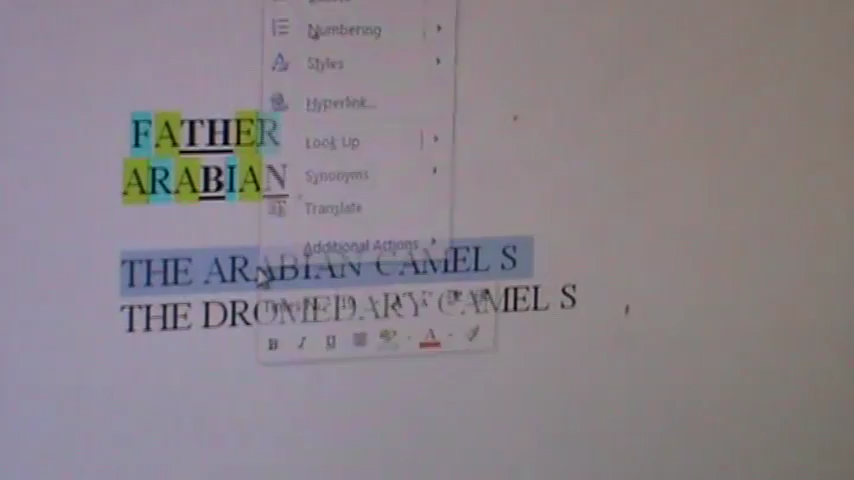 Numbering
Styles
Hyperlink...
Look Up
Synonyms
Translate
Additional Actions
FATHER
ARABIAN
THE ARABIAN CAMEL S
THE DROMEDARY CAMEL S
B I U A